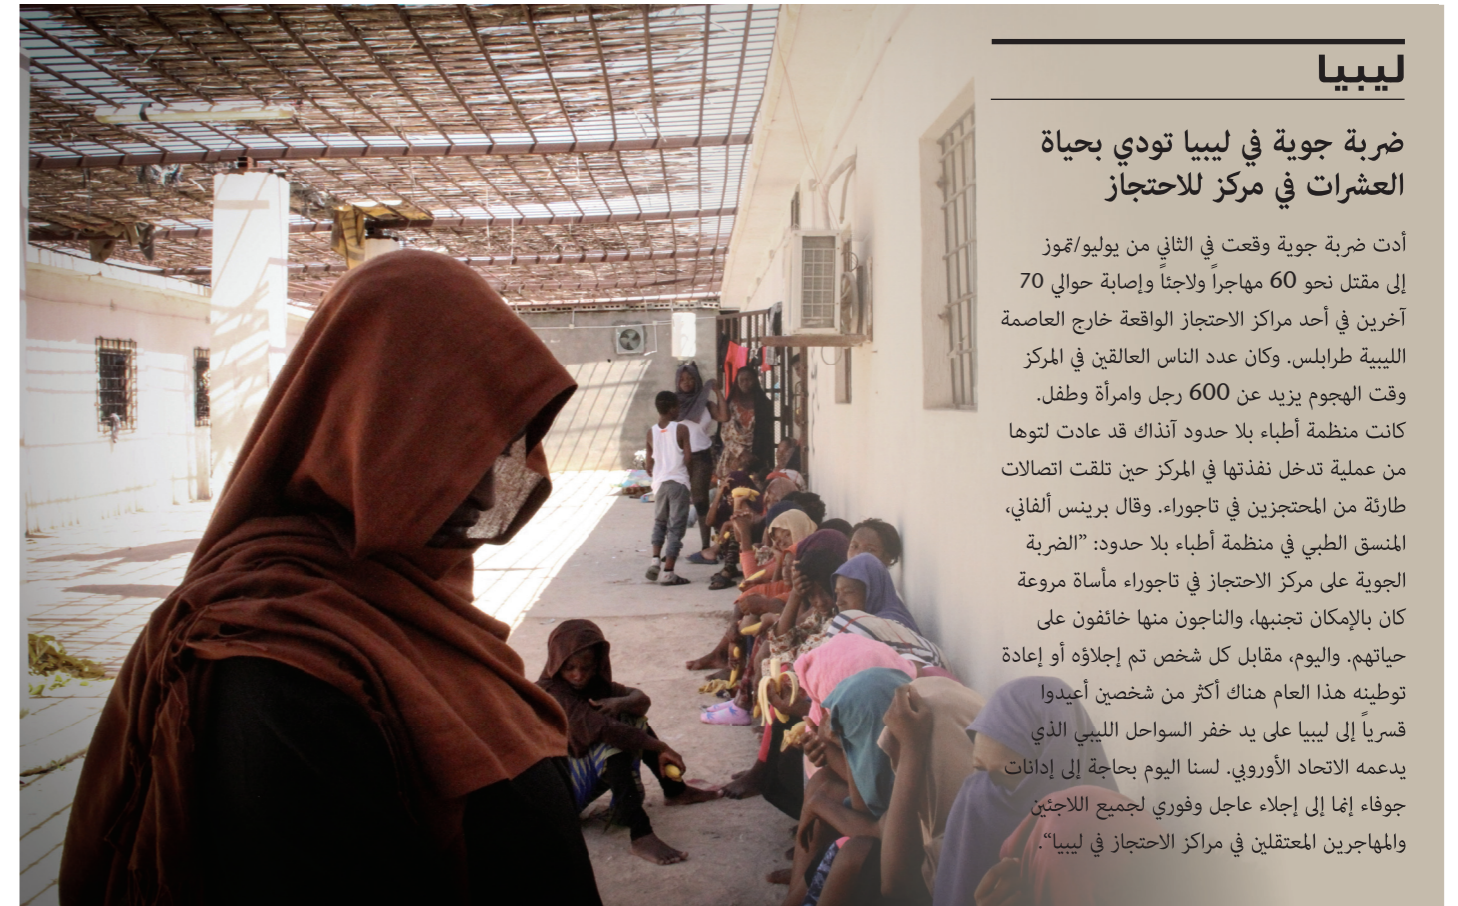 ليبيا
ضربة جوية في ليبيا تودي بحياة
العشرات في مركز للاحتجاز
أدت ضربة جوية وقعت في الثاني من يوليو/تموز
إلى مقتل نحو 60 مهاجراً ولاجئاً وإصابة حوالي 70
آخرين في أحد مراكز الاحتجاز الواقعة خارج العاصمة
الليبية طرابلس. وكان عدد الناس العالقين في المركز
وقت الهجوم يزيد عن 600 رجل وامرأة وطفل.
كانت منظمة أطباء بلا حدود آنذاك قد عادت لتوها
من عملية تدخل نفذتها في المركز حين تلقت اتصالات
طارئة من المحتجزين في تاجوراء. وقال برينس ألفاني،
المنسق الطبي في منظمة أطباء بلا حدود: ”الضربة
الجوية على مركز الاحتجاز في تاجوراء مأساة مروعة
كان بالإمكان تجنبها، والناجون منها خائفون على
حياتهم. واليوم، مقابل كل شخص تم إجلاؤه أو إعادة
توطينه هذا العام هناك أكثر من شخصين أعيدوا
قسرياً إلى ليبيا على يد خفر السواحل الليبي الذي
يدعمه الاتحاد الأوروبي. لسنا اليوم بحاجة إلى إدانات
جوفاء إنما إلى إجلاء عاجل وفوري لجميع اللاجئين
والمهاجرين المعتقلين في مراكز الاحتجاز في ليبيا“.